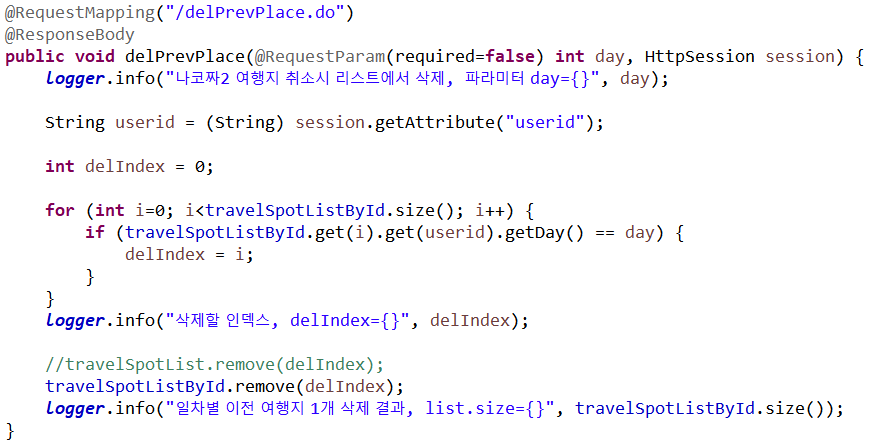 @RequestMapping("/delPrevPlace.do")
@ResponseBody
public void delPrevPlace(@RequestParam(required=false) int day, HttpSession session) {
    logger.info("나코짜2 여행지 취소시 리스트에서 삭제, 파라미터 day={}", day);

    String userid = (String) session.getAttribute("userid");

    int delIndex = 0;

    for (int i=0; i<travelSpotListById.size(); i++) {
        if (travelSpotListById.get(i).get(userid).getDay() == day) {
            delIndex = i;
        }
    }
    logger.info("삭제할 인덱스, delIndex={}", delIndex);

    //travelSpotList.remove(delIndex);
    travelSpotListById.remove(delIndex);
    logger.info("일차별 이전 여행지 1개 삭제 결과, list.size={}", travelSpotListById.size());
}